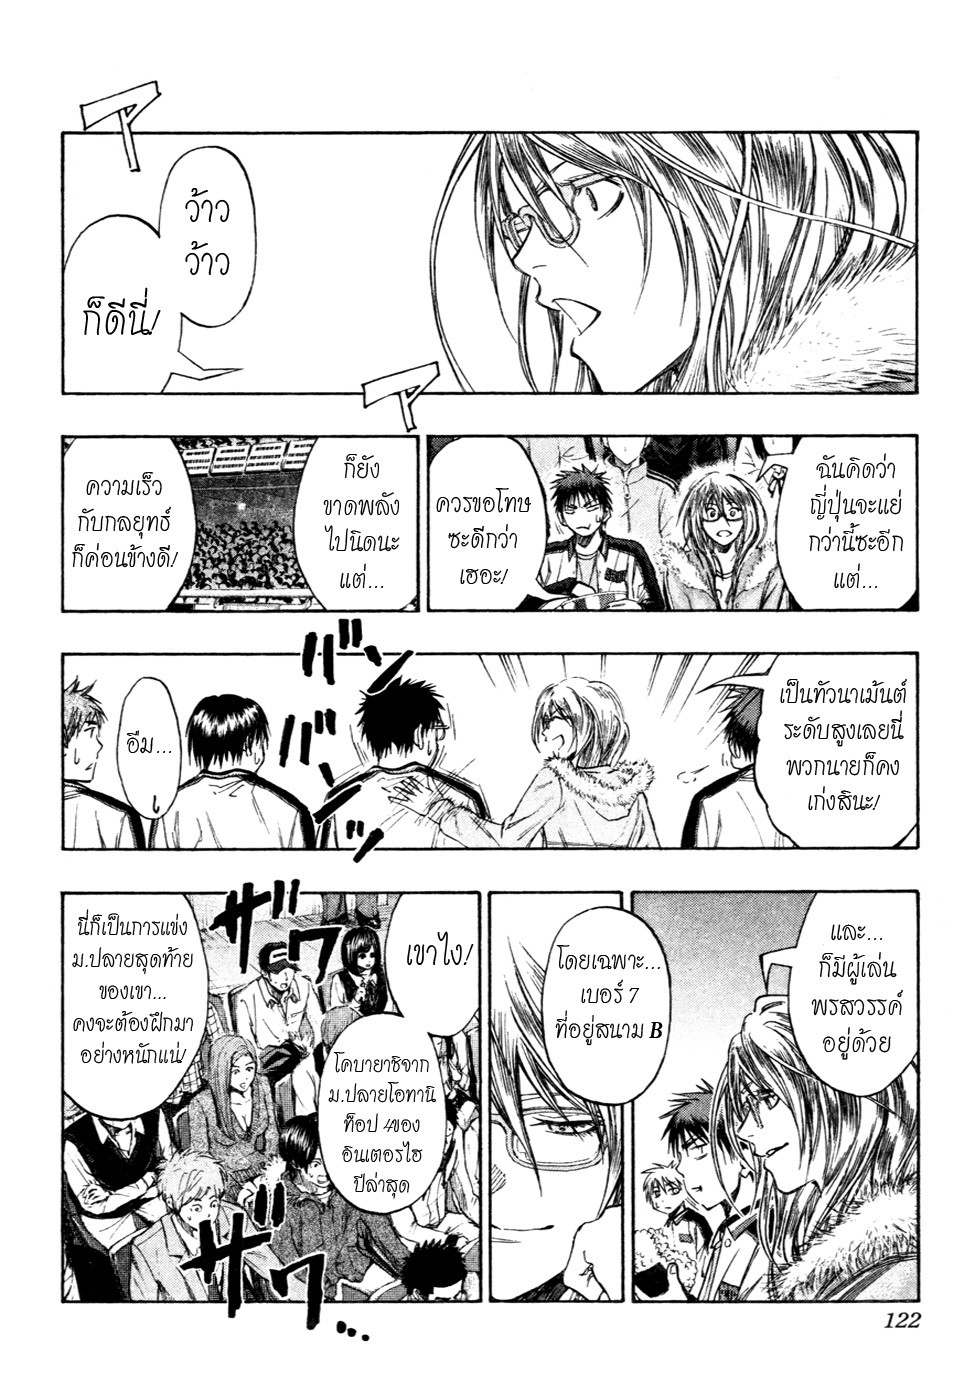 ว้าว
ว้าว
ก็ดีนี่!
ฉันคิดว่า
ญี่ปุ่นจะแย่
กว่านี้ซะอีก
แต่...
ควรขอโทษ
ซะดีกว่า
เฮอะ!
ก็ยัง
ขาดพลัง
ไปนิดนะ
แต่...
ความเร็ว
กับกลยุทธ์
ก็ค่อนข้างดี!
เป็นทัวนาเม้นต์
ระดับสูงเลยนี่
พวกนายก็คง
เก่งสินะ!
อืม...
และ...
ก็มีผู้เล่น
พรสวรรค์
อยู่ด้วย
โดยเฉพาะ...
เบอร์ 7
ที่อยู่สนาม B
เขาไง!
โคบายาชิจาก
ม.ปลายโอทานิ
ท็อป 4ของ
อินเตอร์ไฮ
ปีล่าสุด
นี่ก็เป็นการแข่ง
ม.ปลายสุดท้าย
ของเขา...
คงจะต้องฝึกมา
อย่างหนักแน่!
ア
ア
バシ
バシ
ザワ
ザワ...
122